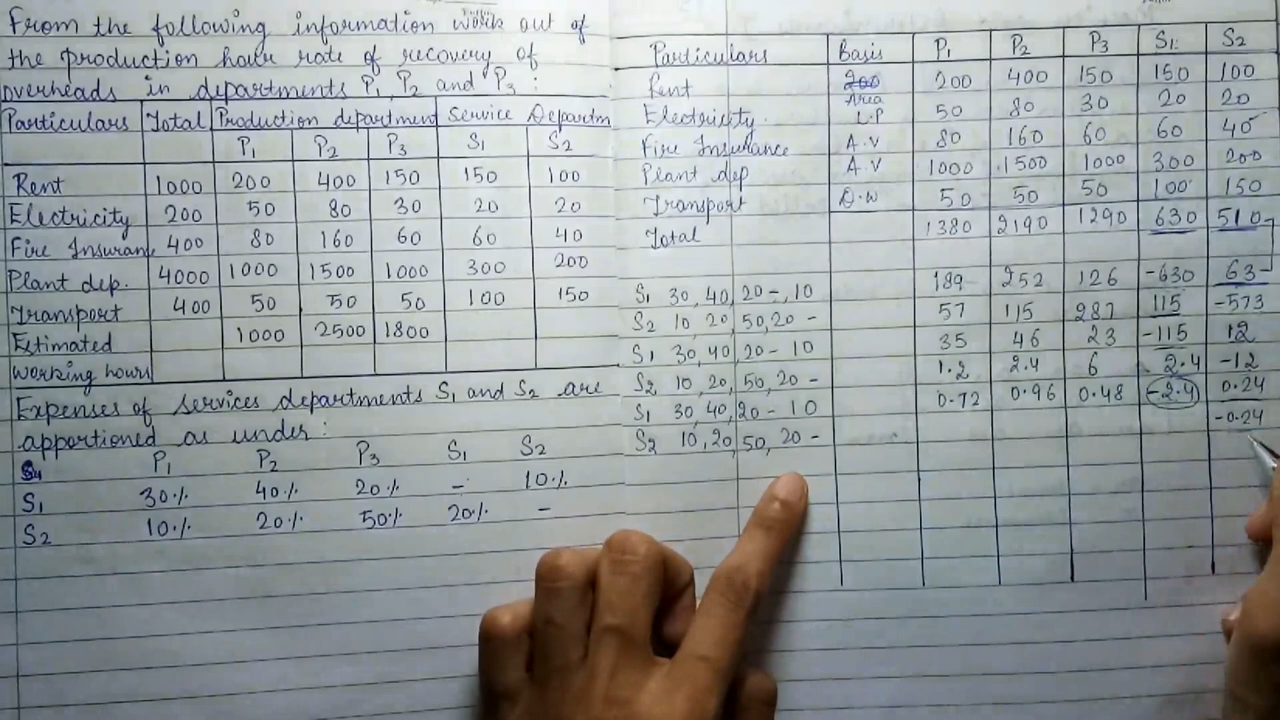 From the following information work out of
the production hour rate of recovery of
overheads in departments P1, P2 and P3 :
Particulars Total Production department Service Departm
P1 P2 P3 S1 S2
Rent 1000 200 400 150 150 100
Electricity 200 50 80 30 20 20
Fire Insuranc 400 80 160 60 60 40
Plant dep. 4000 1000 1500 1000 300 200
Transport 400 50 50 50 100 150
Estimated 1000 2500 1800
working hours
Expenses of services departments S1 and S2 are
apportioned as under:
P1 P2 P3 S1 S2
S1 30% 40% 20% - 10%
S2 10% 20% 50% 20% -
Particulars Basis P1 P2 P3 S1 S2
Rent Area 200 400 150 150 100
Electricity. L.P 50 80 30 20 20
Fire Insurance A.V 80 160 60 60 40
Plant dep A.V 1000 1500 1000 300 200
Transport D.W 50 50 50 100 150
Total 1380 2190 1290 630 510
S1 30, 40, 20 -, 10 189 252 126 -630 63
S2 10, 20, 50, 20 - 57 115 287 115 -573
S1 30, 40, 20 - 10 35 46 23 -115 12
S2 10, 20, 50, 20 - 1.2 2.4 6 2.4 -12
S1 30, 40, 20 - 10 0.72 0.96 0.48 -2.4 0.24
S2 10, 20, 50, 20 - -0.24